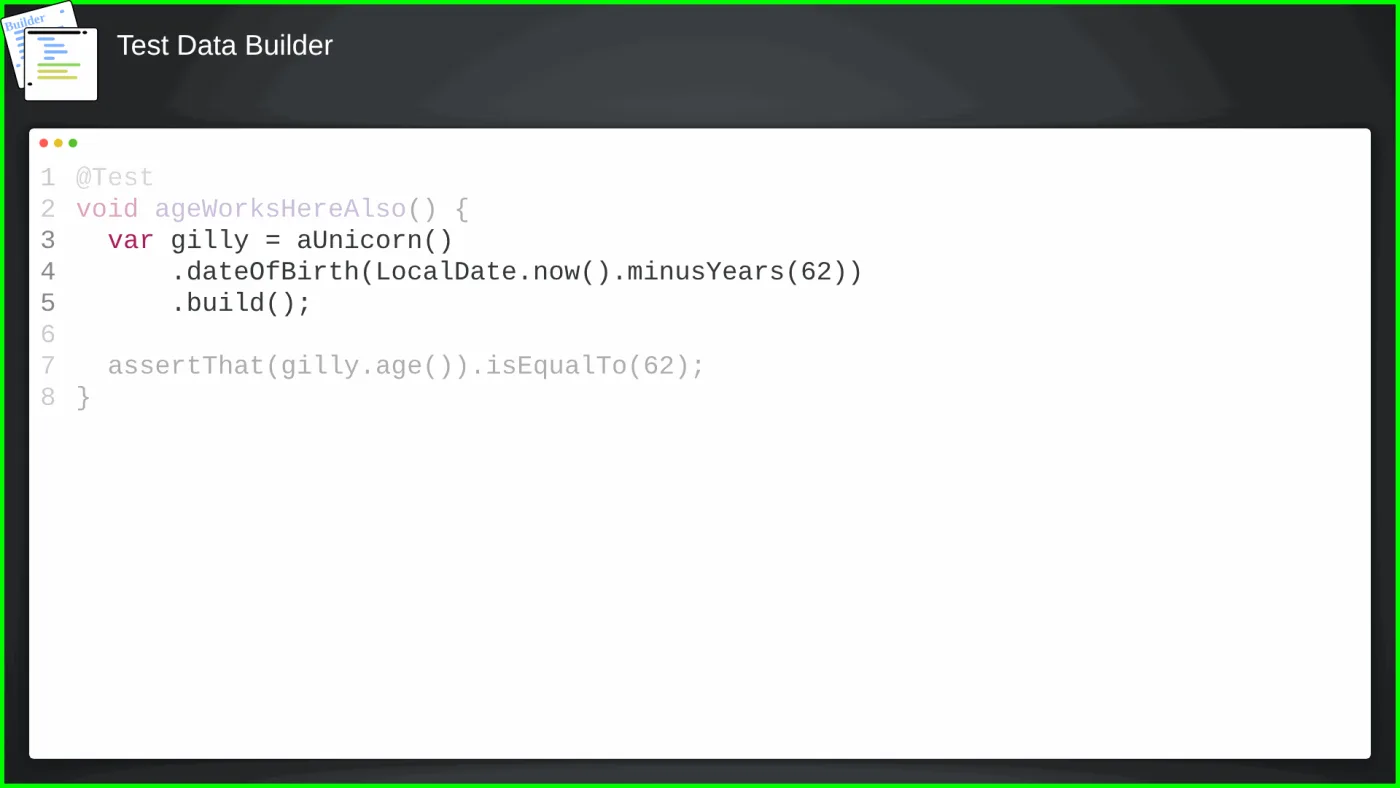 Builder
Test Data Builder
1 @Test
2 void ageWorksHereAlso() {
3   var gilly = aUnicorn()
4       .dateOfBirth(LocalDate.now().minusYears(62))
5       .build();
6
7   assertThat(gilly.age()).isEqualTo(62);
8 }